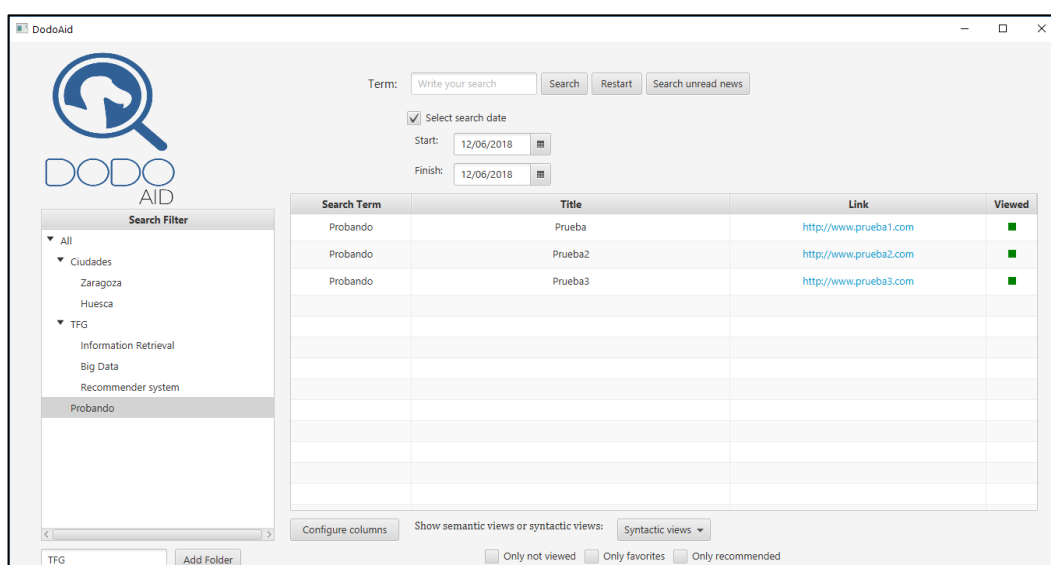 DodoAid
Term: Write your search Search Restart Search unread news
Select search date
Start: 12/06/2018
Finish: 12/06/2018
DODO
AID
Search Filter
All
Ciudades
Zaragoza
Huesca
TFG
Information Retrieval
Big Data
Recommender system
Probando
Search Term Title Link Viewed
Probando Prueba http://www.prueba1.com
Probando Prueba2 http://www.prueba2.com
Probando Prueba3 http://www.prueba3.com
Configure columns Show semantic views or syntactic views: Syntactic views
TFG Add Folder
Only not viewed Only favorites Only recommended